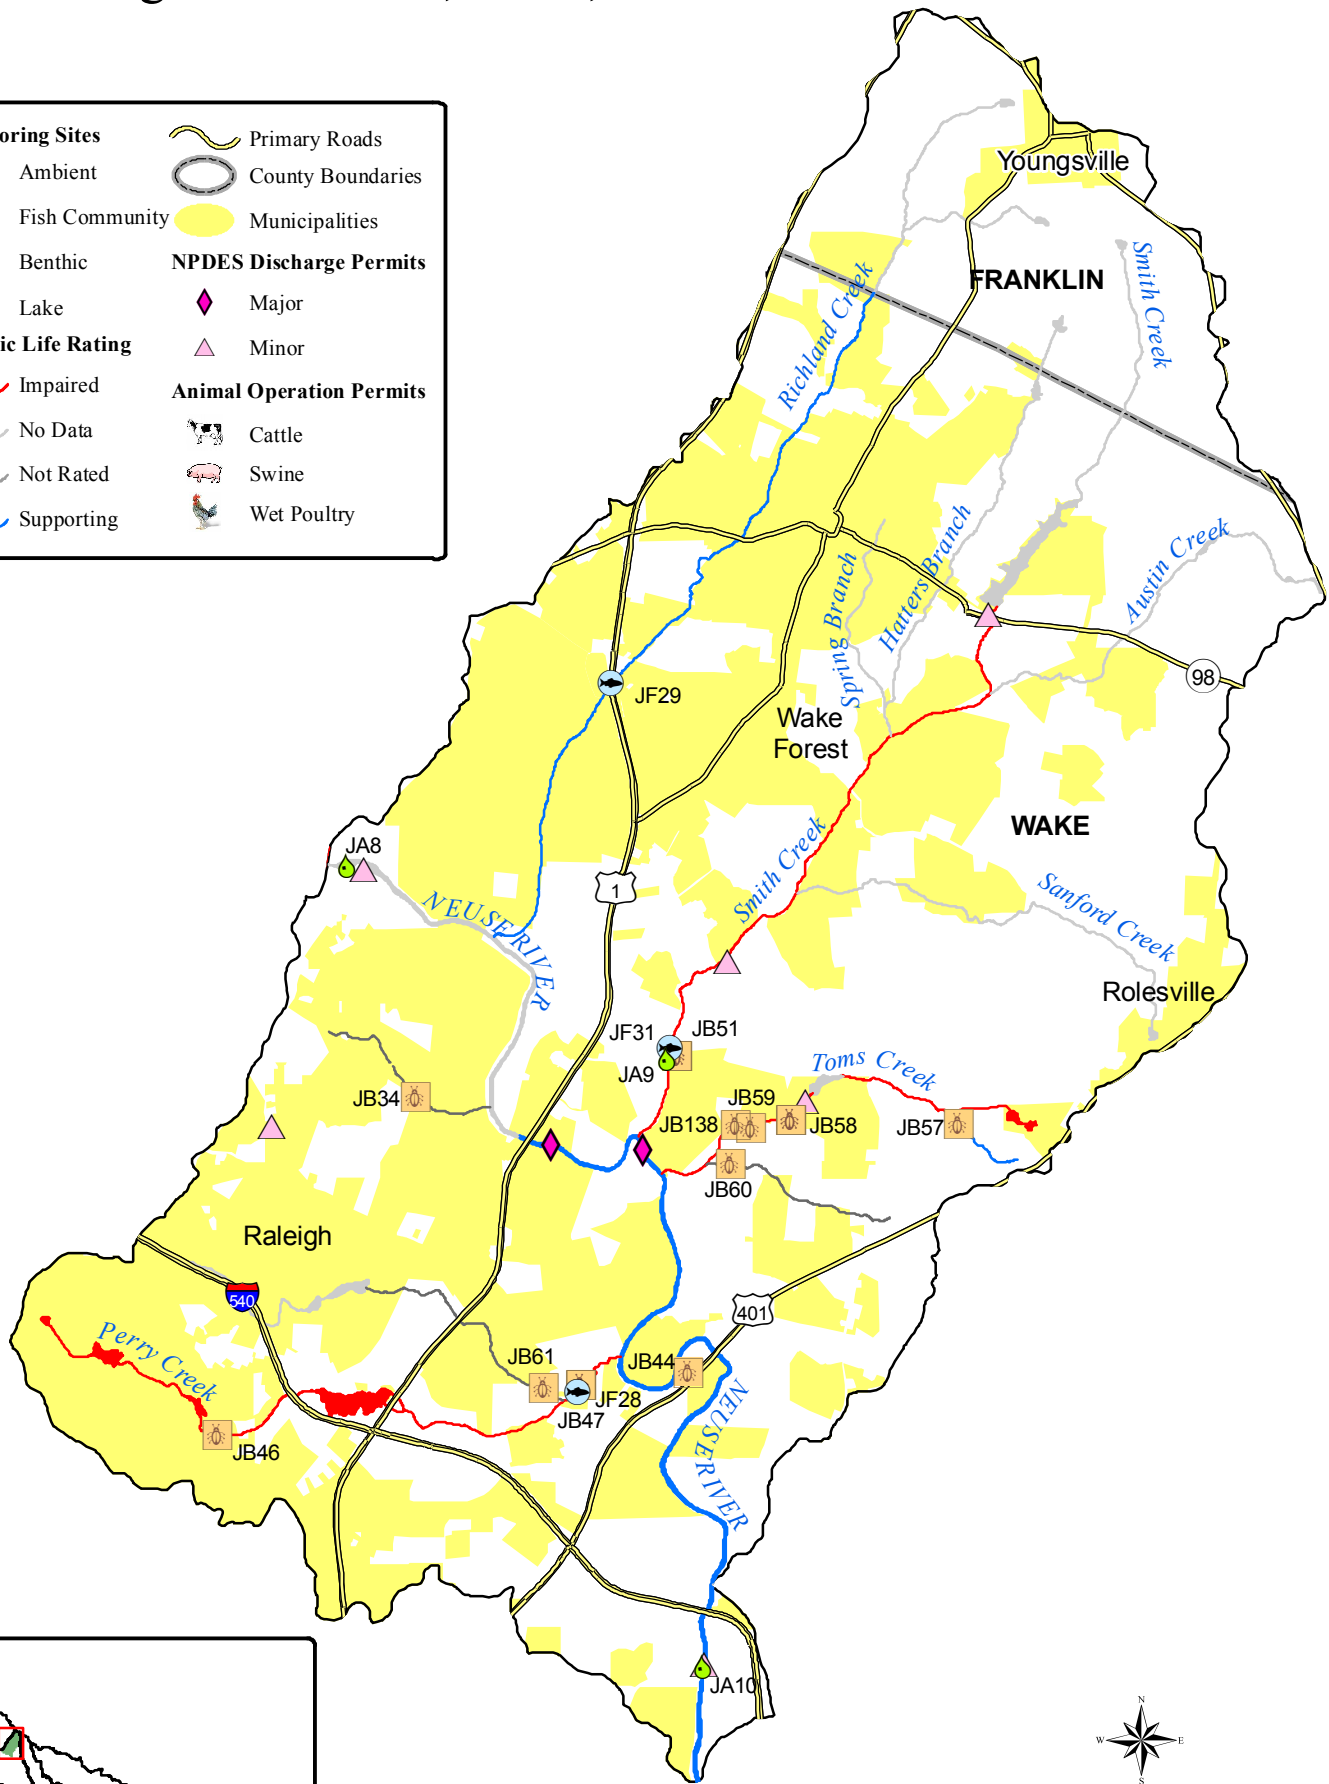 Primary Roads
Ambient
County Boundaries
Fish Community
Municipalities
Benthic
NPDES Discharge Permits
Lake
Major
Life Rating
Minor
Impaired
Animal Operation Permits
No Data
Cattle
Not Rated
Swine
Supporting
Wet Poultry
Sites
Youngsville
FRANKLIN
Smith Creek
Richland Creek
Hatters Branch
Spring Branch
Austin Creek
98
JF29
Wake
Forest
WAKE
JA8
1
Smith Creek
NEUSE RIVER
Sanford Creek
Rolesville
JF31
JB51
JA9
Toms Creek
JB34
JB59
JB138
JB58
JB57
JB60
Raleigh
540
401
Perry Creek
JB61
JB44
JF28
JB47
NEUSE RIVER
JB46
JA10
N
W
E
S